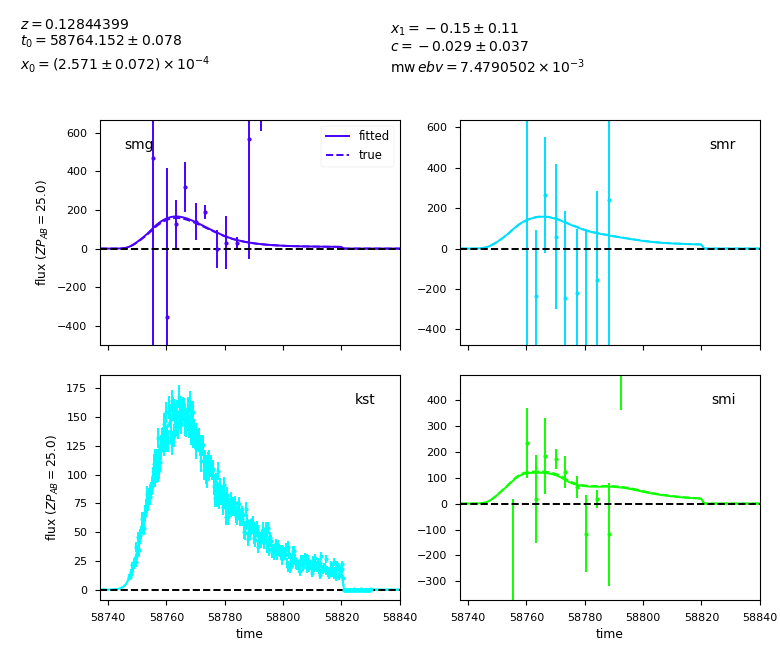 z = 0.12844399
t₀ = 58764.152 ± 0.078
x₀ = (2.571 ± 0.072) × 10⁻⁴
x₁ = −0.15 ± 0.11
c = −0.029 ± 0.037
mw ebv = 7.4790502 × 10⁻³
smg
fitted
true
600
400
200
0
−200
−400
flux (ZP_AB = 25.0)
smr
600
400
200
0
−200
−400
kst
175
150
125
100
75
50
25
0
flux (ZP_AB = 25.0)
58740 58760 58780 58800 58820 58840
time
smi
400
300
200
100
0
−100
−200
−300
58740 58760 58780 58800 58820 58840
time